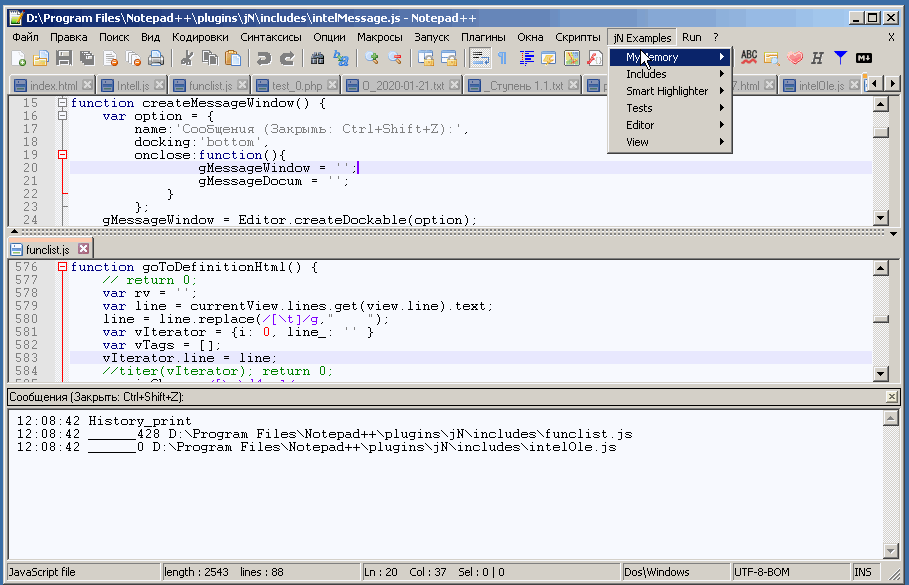 D:\Program Files\Notepad++\plugins\jN\includes\intelMessage.js - Notepad++
Файл Правка Поиск Вид Кодировки Синтаксисы Опции Макросы Запуск Плагины Окна Скрипты jN Examples Run ? X
index.html Intell.js funclist.js test_0.php O_2020-01-21.txt _Ступень 1.1.txt 7.html intelOle.js
My Memory
Includes
Smart Highlighter
Tests
Editor
View
15 function createMessageWindow() {
16 var option = {
17 name:'Сообщения (Закрыть: Ctrl+Shift+Z):',
18 docking:'bottom',
19 onclose:function(){
20 gMessageWindow = '';
21 gMessageDocum = '';
22 }
23 };
24 gMessageWindow = Editor.createDockable(option);
funclist.js
576 function goToDefinitionHtml() {
577 // return 0;
578 var rv = '';
579 var line = currentView.lines.get(view.line).text;
580 line = line.replace(/[\t]/g,"    ");
581 var vIterator = {i: 0, line_: '' }
582 var vTags = [];
583 vIterator.line = line;
584 //titer(vIterator); return 0;
Сообщения (Закрыть: Ctrl+Shift+Z):
12:08:42 History_print
12:08:42 ______428 D:\Program Files\Notepad++\plugins\jN\includes\funclist.js
12:08:42 ______0 D:\Program Files\Notepad++\plugins\jN\includes\intelOle.js
JavaScript file length : 2543 lines : 88 Ln : 20 Col : 37 Sel : 0 | 0 Dos\Windows UTF-8-BOM INS